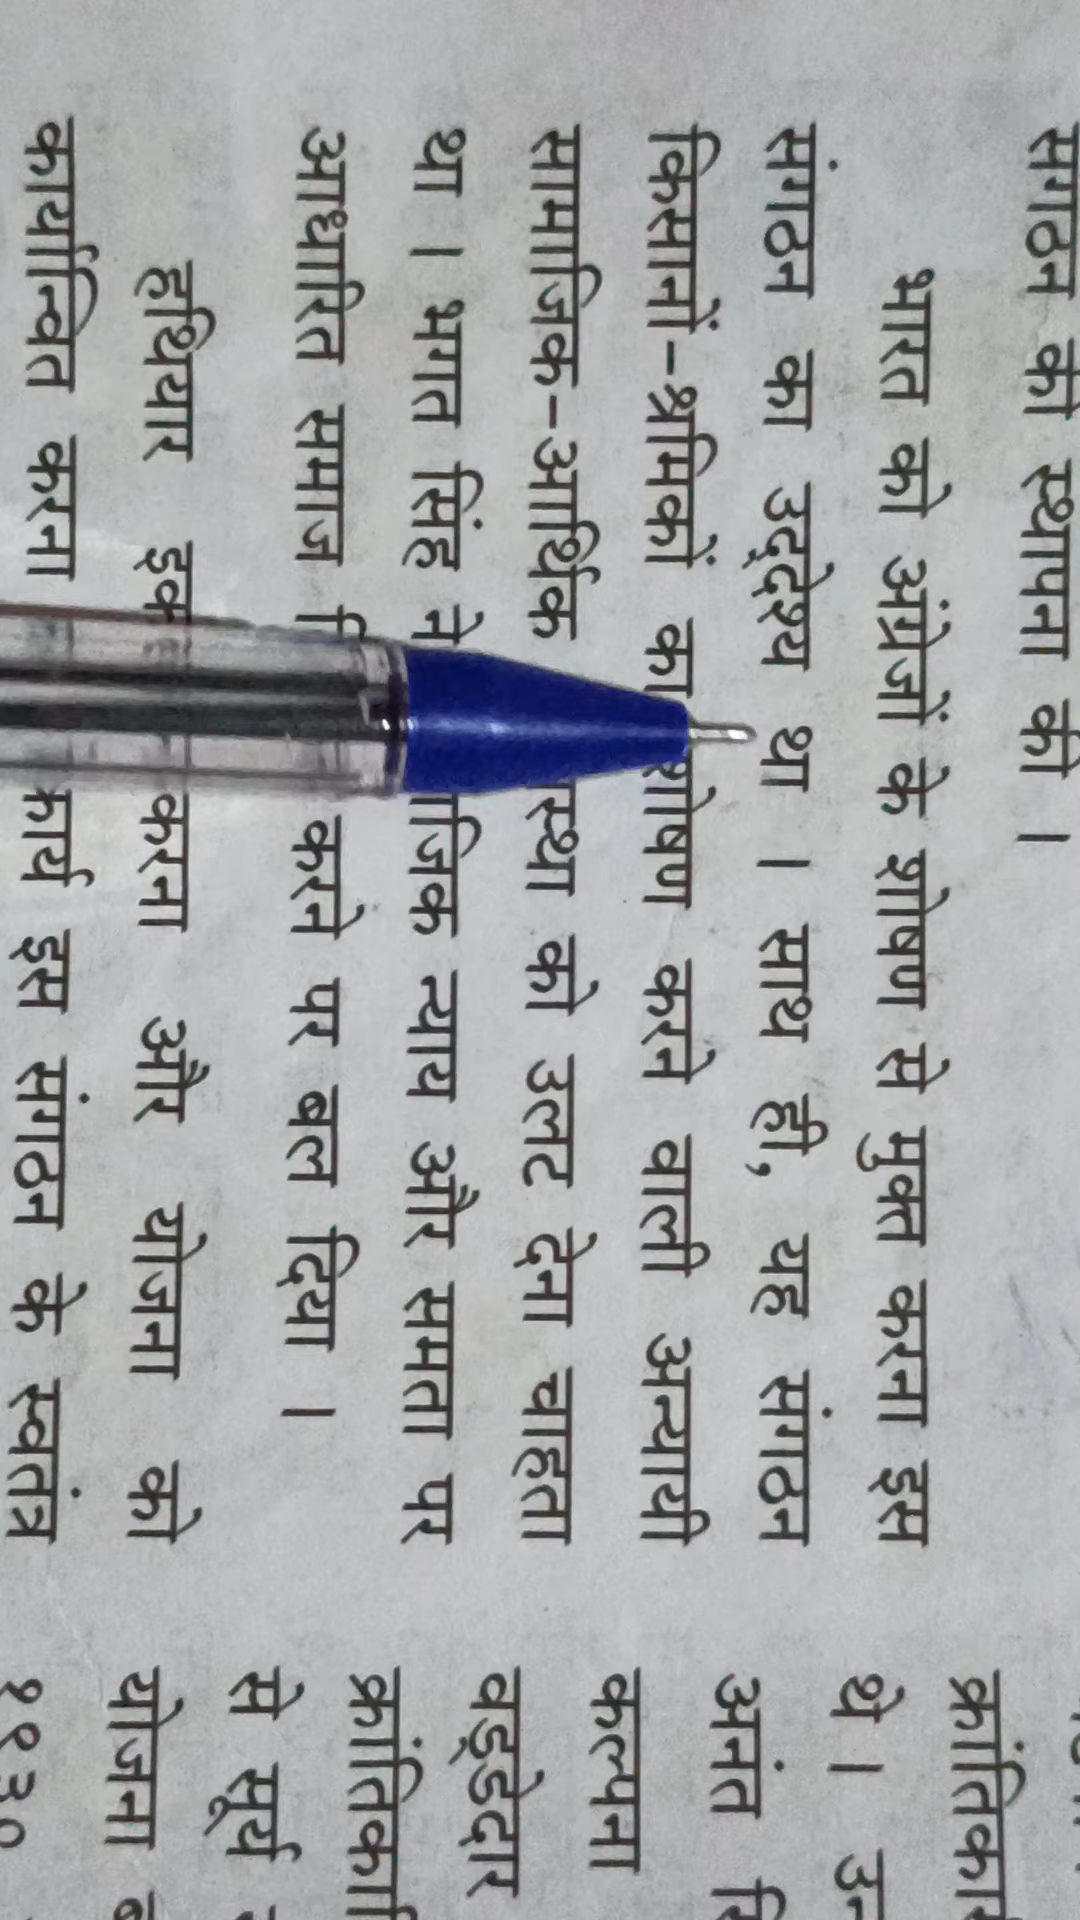 संगठन की स्थापना की ।
भारत को अंग्रेजों के शोषण से मुक्त करना इस
संगठन का उद्देश्य था । साथ ही, यह संगठन
किसानों-श्रमिकों का शोषण करने वाली अन्यायी
सामाजिक-आर्थिक को उलट देना चाहता
था । भगत सिंह ने न्याय और समता पर
आधारित समाज करने पर बल दिया ।
हथियार करना और योजना को
कार्यान्वित करना कार्य इस संगठन के स्वतंत्र
थे ।
अनंत
कल्पना
वड्डेदार
से सूर्य
योजना
१९३०